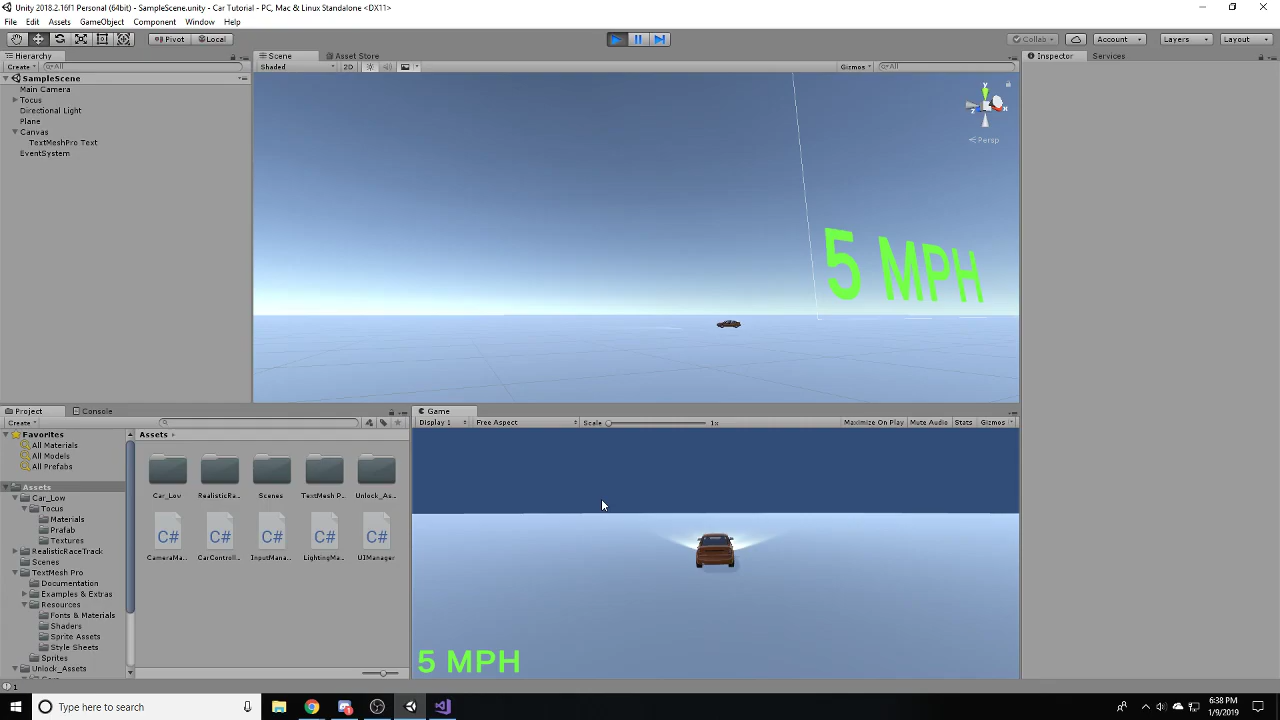 Unity 2018.2.16f1 Personal (64bit) - SampleScene.unity - Car Tutorial - PC, Mac & Linux Standalone <DX11>
File Edit Assets GameObject Component Window Help
Pivot Local Collab Account Layers Layout
Hierarchy Scene Asset Store Inspector Services
Create All Shaded 2D Gizmos All
SampleScene
Main Camera
Tocus
Directional Light
Plane
Canvas
TextMeshPro Text
EventSystem
y
x
z
Persp
5 MPH
Project Console Game
Create Display 1 Free Aspect Scale 1x Maximize On Play Mute Audio Stats Gizmos
Favorites
All Materials
All Models
All Prefabs
Assets
Car_Low
Tocus
Materials
Prefab
Textures
RealisticRaceTrack
Scenes
TextMesh Pro
Documentation
Examples & Extras
Resources
Fonts & Materials
Shaders
Sprite Assets
Style Sheets
Sprites
Unlock_Assets
Assets
Car_Low RealisticRa... Scenes TextMesh P... Unlock_As...
C# C# C# C# C#
CameraMa... CarControll... InputMana... LightingMa... UIManager
5 MPH
1
Type here to search
6:38 PM
1/9/2019